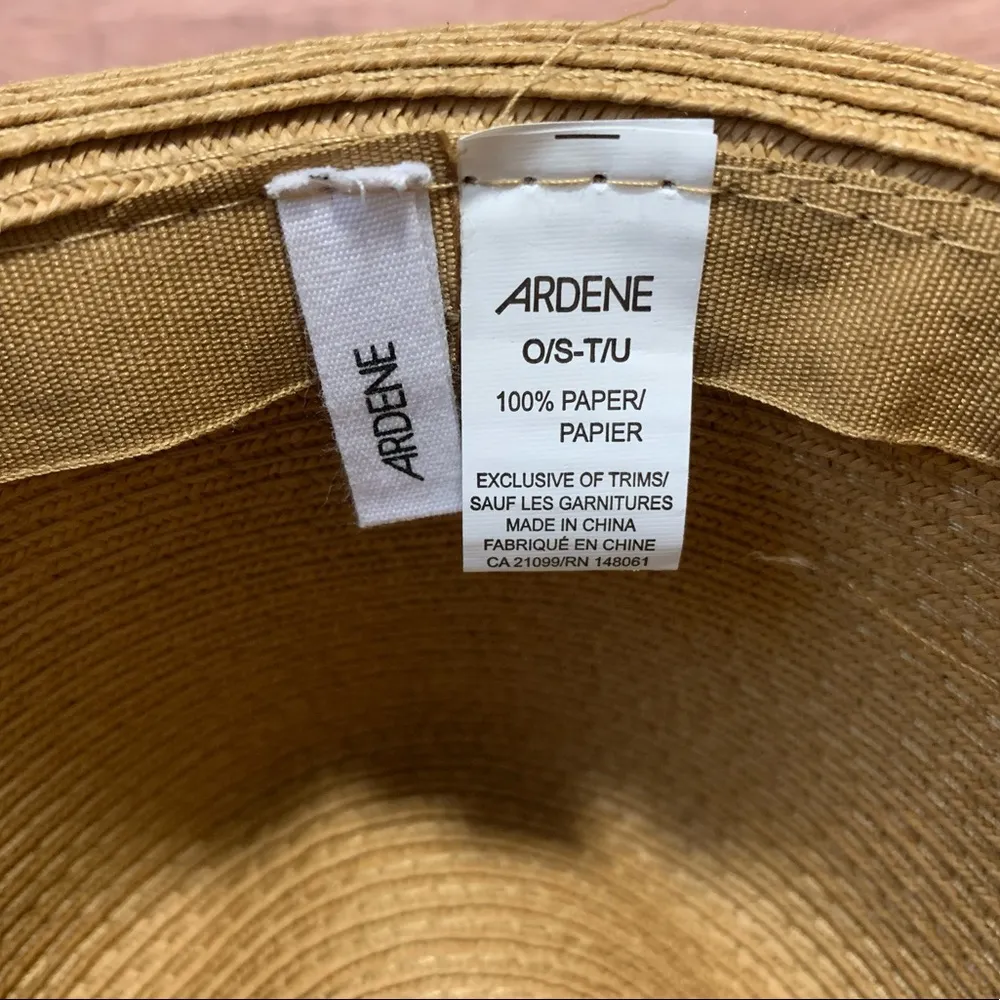 ARDENE
ARDENE
O/S-T/U
100% PAPER/
PAPIER
EXCLUSIVE OF TRIMS/
SAUF LES GARNITURES
MADE IN CHINA
FABRIQUÉ EN CHINE
CA 21099/RN 148061